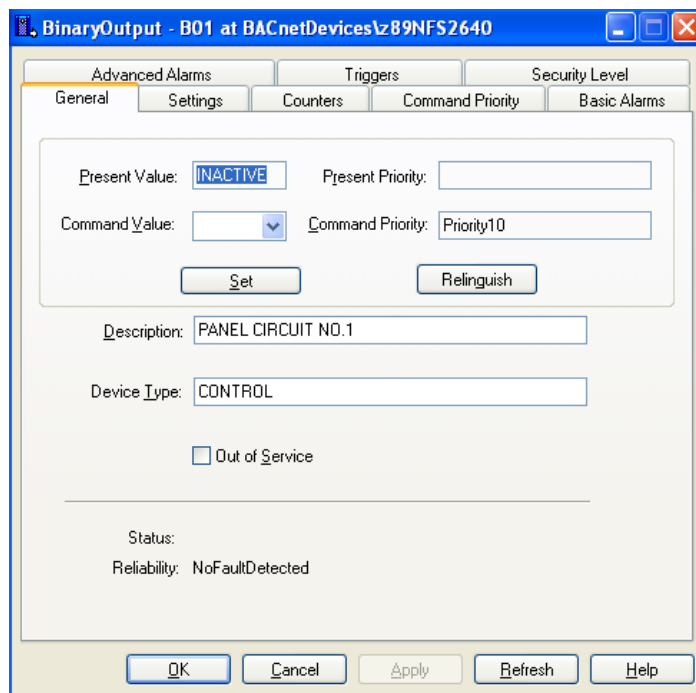 BinaryOutput - B01 at BACnetDevices\z89NFS2640
Advanced Alarms Triggers Security Level
General Settings Counters Command Priority Basic Alarms
Present Value: INACTIVE Present Priority:
Command Value: Command Priority: Priority10
Set Relinguish
Description: PANEL CIRCUIT NO.1
Device Type: CONTROL
Out of Service
Status:
Reliability: NoFaultDetected
OK Cancel Apply Refresh Help